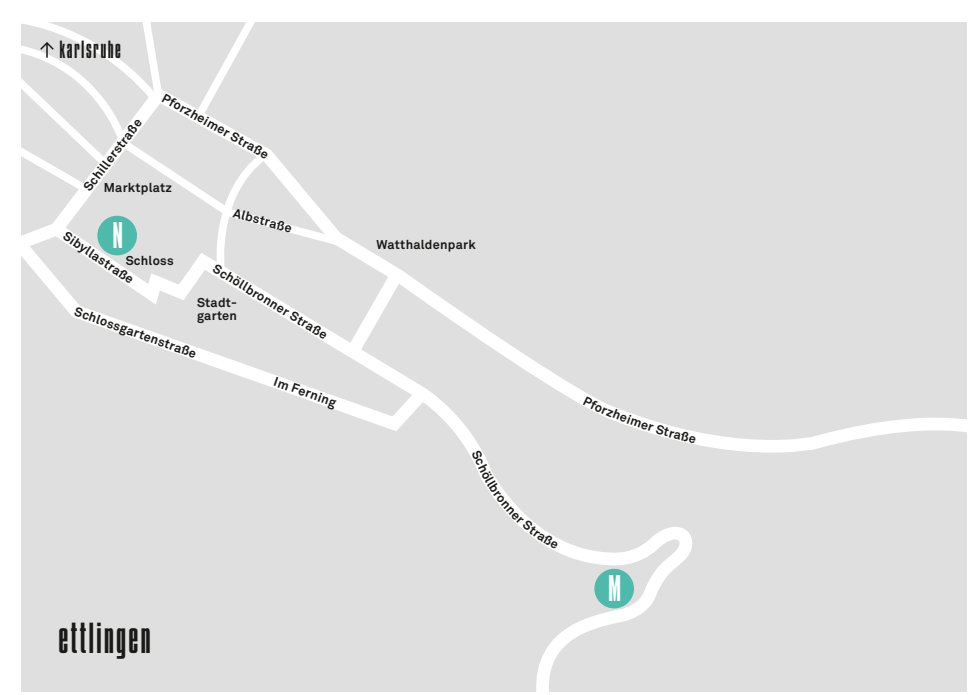 ↑ karlsruhe
Pforzheimer Straße
Schillerstraße
Marktplatz
Albstraße
N
Sibyllastraße
Schloss
Watthaldenpark
Schöllbronner Straße
Stadt-
garten
Schlossgartenstraße
Im Ferning
Pforzheimer Straße
Schöllbronner Straße
M
ettlingen